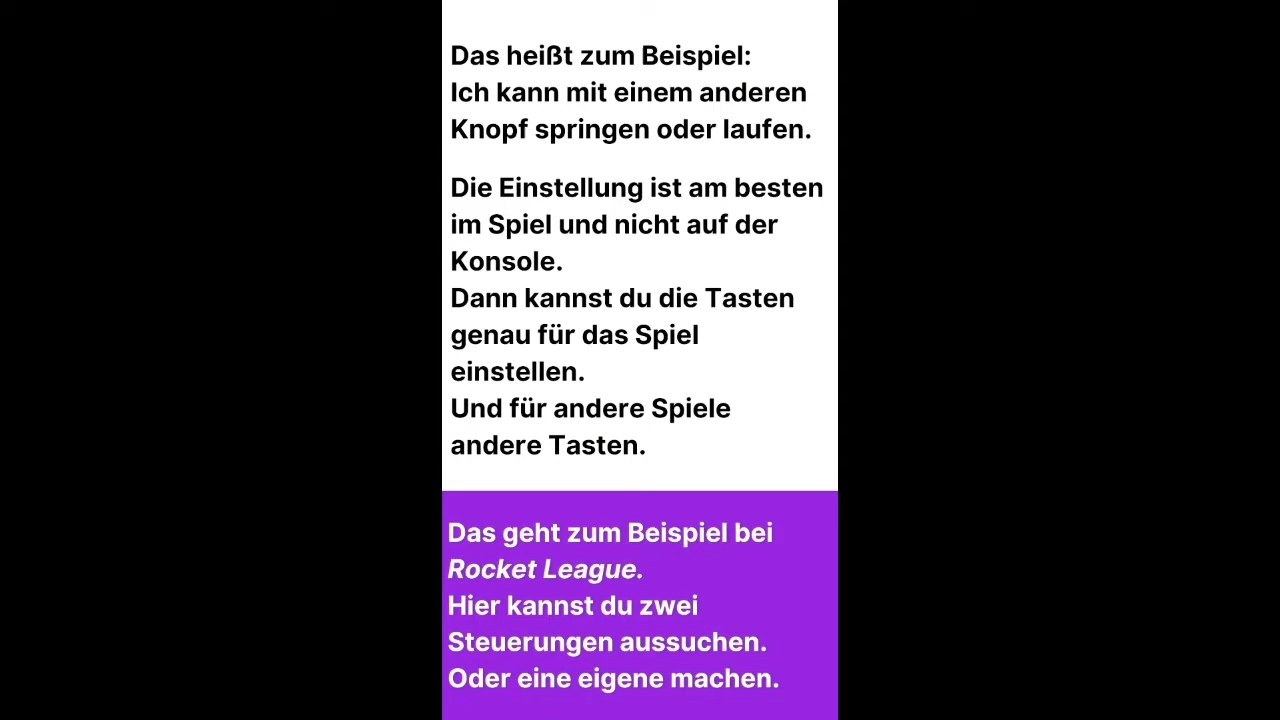 Das heißt zum Beispiel:
Ich kann mit einem anderen
Knopf springen oder laufen.
Die Einstellung ist am besten
im Spiel und nicht auf der
Konsole.
Dann kannst du die Tasten
genau für das Spiel
einstellen.
Und für andere Spiele
andere Tasten.
Das geht zum Beispiel bei
Rocket League.
Hier kannst du zwei
Steuerungen aussuchen.
Oder eine eigene machen.